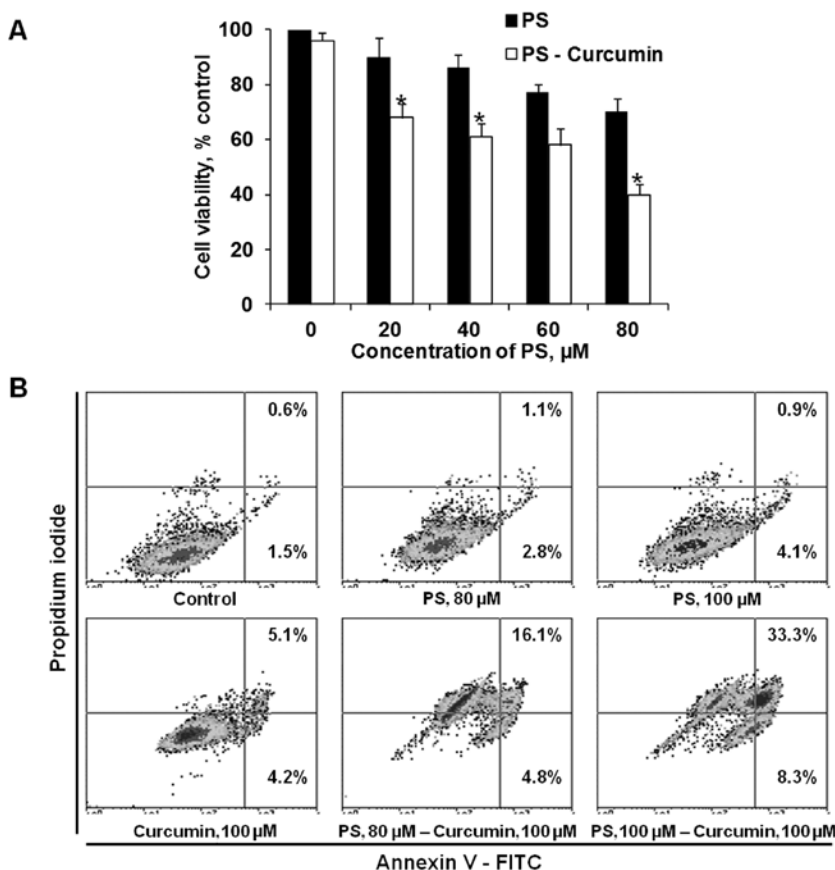 A
PS
PS - Curcumin
Cell viability, % control
100
80
60
40
20
0
*
*
*
0 20 40 60 80
Concentration of PS, µM
B
Propidium iodide
0.6% 1.1% 0.9%
1.5% 2.8% 4.1%
Control PS, 80 µM PS, 100 µM
5.1% 16.1% 33.3%
4.2% 4.8% 8.3%
Curcumin, 100 µM PS, 80 µM – Curcumin, 100 µM PS, 100 µM – Curcumin, 100 µM
Annexin V - FITC